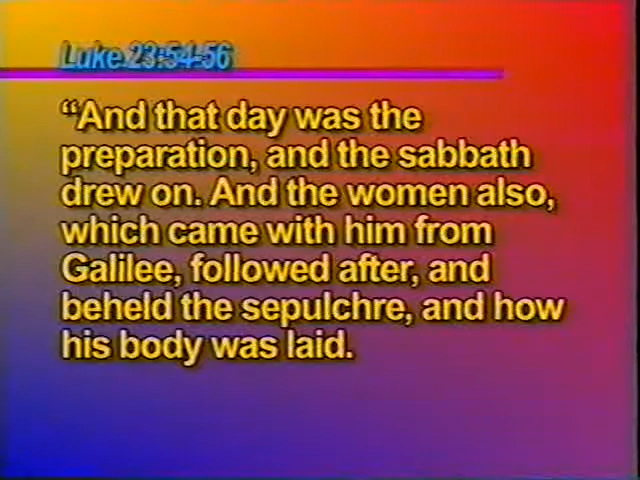 Luke 23:54-56
“And that day was the
preparation, and the sabbath
drew on. And the women also,
which came with him from
Galilee, followed after, and
beheld the sepulchre, and how
his body was laid.